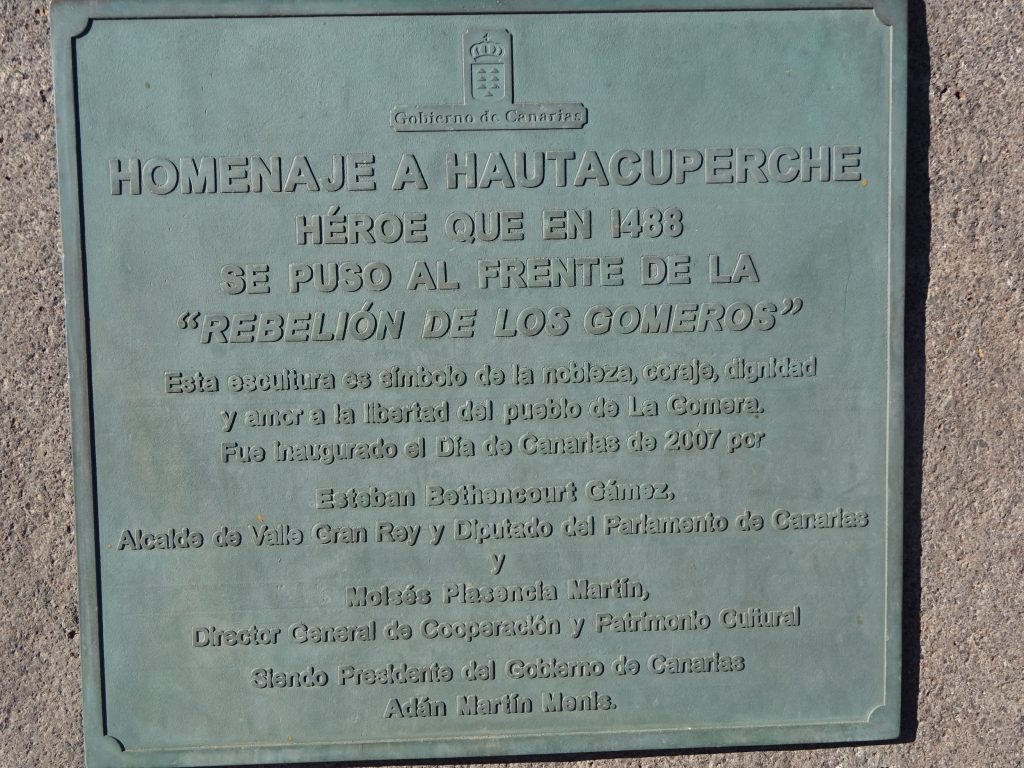 Gobierno de Canarias
HOMENAJE A HAUTACUPERCHE
HÉROE QUE EN 1488
SE PUSO AL FRENTE DE LA
“REBELIÓN DE LOS GOMEROS”
Esta escultura es símbolo de la nobleza, coraje, dignidad
y amor a la libertad del pueblo de La Gomera.
Fue inaugurado el Día de Canarias de 2007 por
Esteban Bethencourt Gámez,
Alcalde de Valle Gran Rey y Diputado del Parlamento de Canarias
y
Moisés Plasencia Martín,
Director General de Cooperación y Patrimonio Cultural
Siendo Presidente del Gobierno de Canarias
Adán Martín Menis.